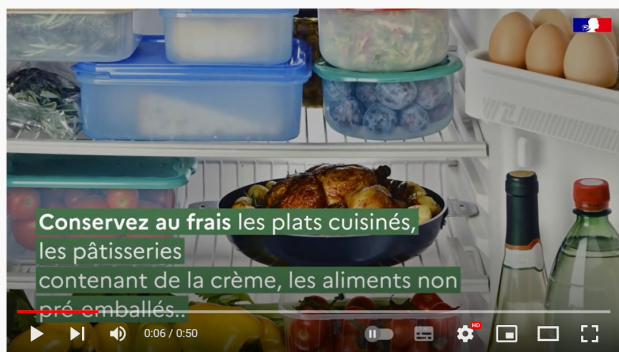 Conservez au frais les plats cuisinés,
les pâtisseries
contenant de la crème, les aliments non
pré-emballés..
0:06 / 0:50
HD